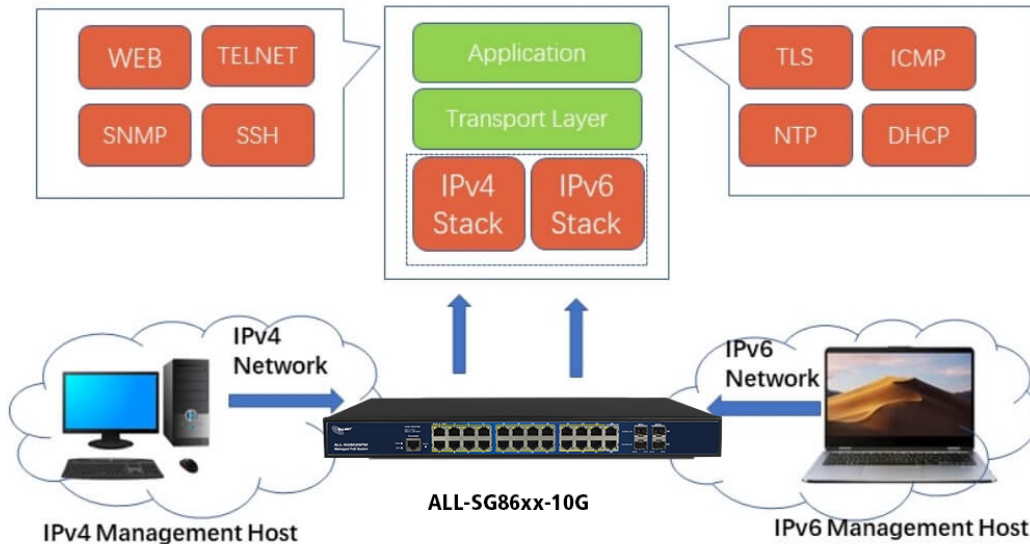 WEB
TELNET
SNMP
SSH
Application
Transport Layer
IPv4
Stack
IPv6
Stack
TLS
ICMP
NTP
DHCP
IPv4
Network
IPv6
Network
ALL-SG86xx-10G
IPv4 Management Host
IPv6 Management Host